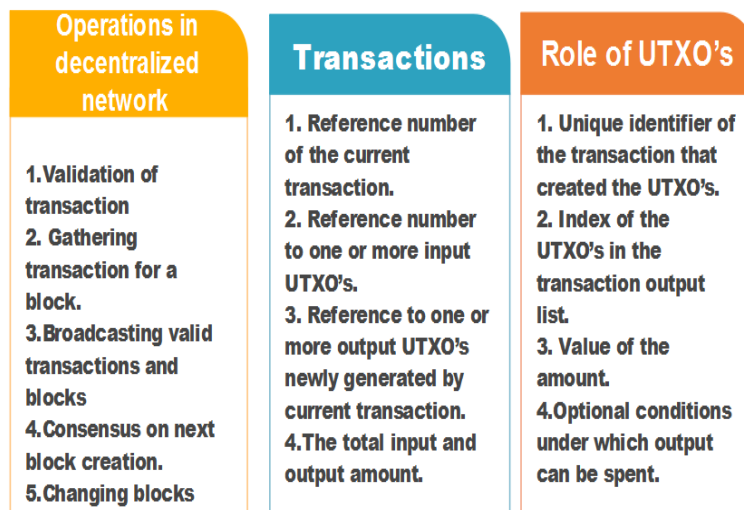 Operations in
decentralized
network
1.Validation of
transaction
2. Gathering
transaction for a
block.
3.Broadcasting valid
transactions and
blocks
4.Consensus on next
block creation.
5.Changing blocks
Transactions
1. Reference number
of the current
transaction.
2. Reference number
to one or more input
UTXO's.
3. Reference to one or
more output UTXO's
newly generated by
current transaction.
4.The total input and
output amount.
Role of UTXO's
1. Unique identifier of
the transaction that
created the UTXO's.
2. Index of the
UTXO's in the
transaction output
list.
3. Value of the
amount.
4.Optional conditions
under which output
can be spent.